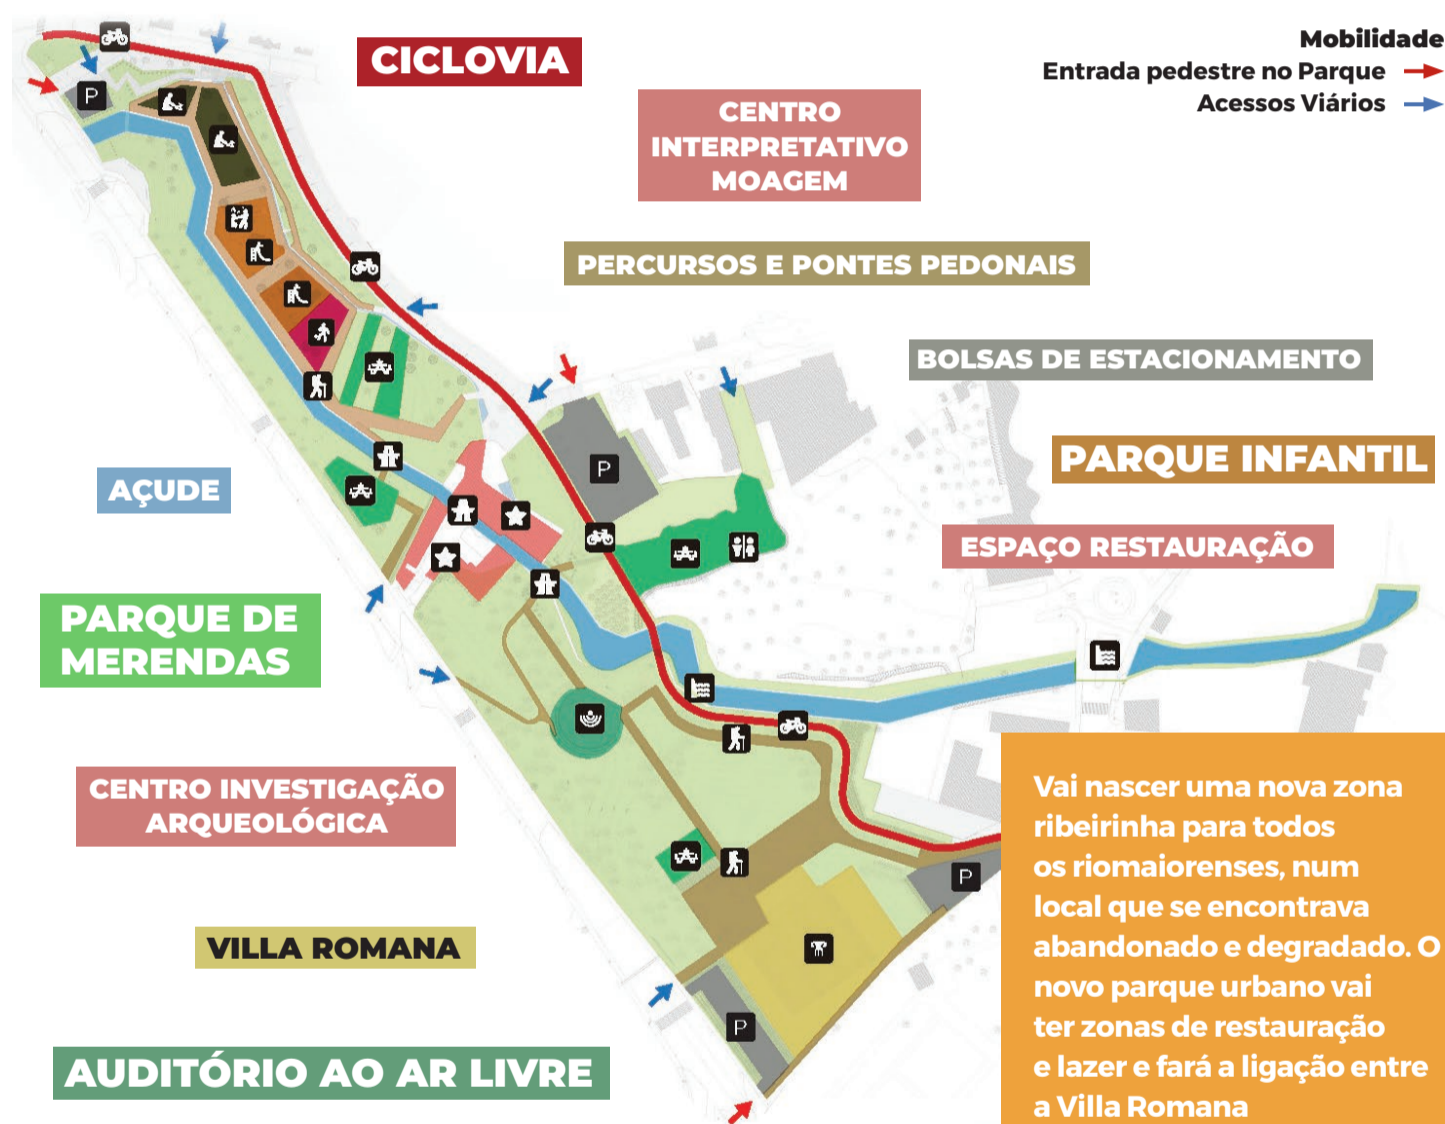 CICLOVIA
Mobilidade
Entrada pedestre no Parque
Acessos Viários
CENTRO
INTERPRETATIVO
MOAGEM
PERCURSOS E PONTES PEDONAIS
BOLSAS DE ESTACIONAMENTO
PARQUE INFANTIL
ESPAÇO RESTAURAÇÃO
AÇUDE
PARQUE DE
MERENDAS
CENTRO INVESTIGAÇÃO
ARQUEOLÓGICA
VILLA ROMANA
AUDITÓRIO AO AR LIVRE
P
P
P
P
Vai nascer uma nova zona
ribeirinha para todos
os riomaiorenses, num
local que se encontrava
abandonado e degradado. O
novo parque urbano vai
ter zonas de restauração
e lazer e fará a ligação entre
a Villa Romana